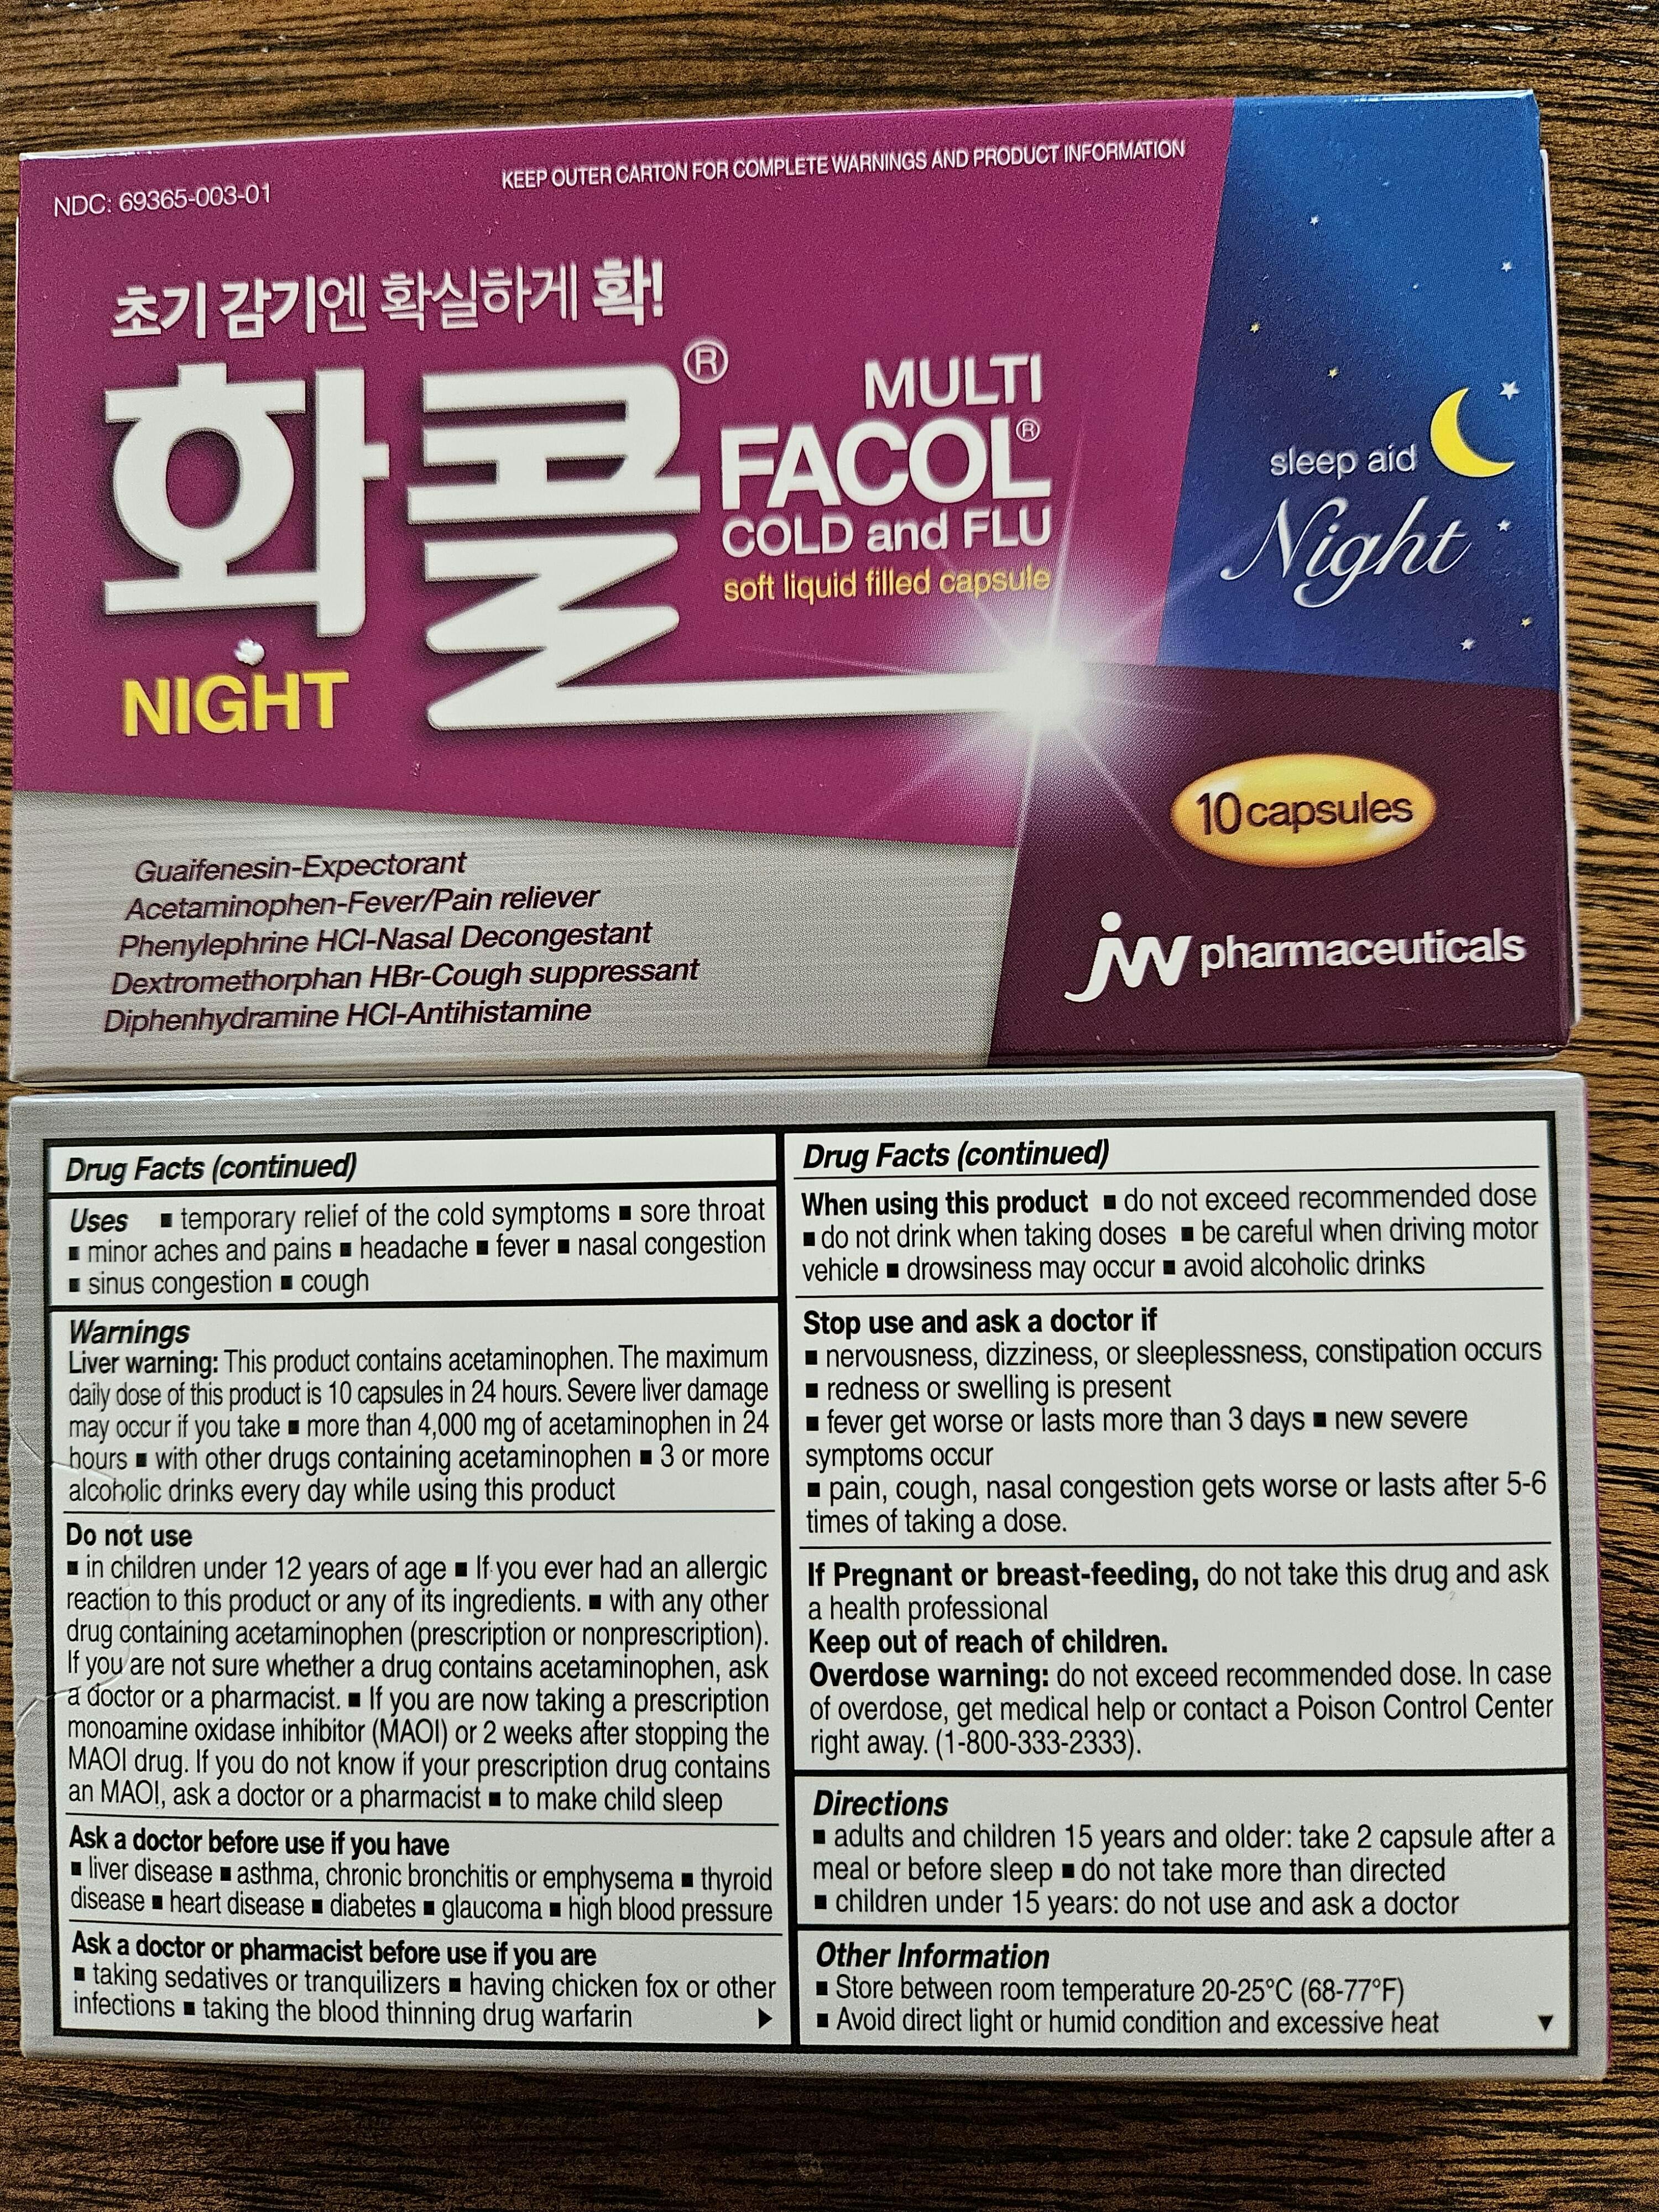 NDC: 69365-003-01
KEEP OUTER CARTON FOR COMPLETE WARNINGS AND PRODUCT INFORMATION
초기 감기엔 확실하게 확!
화콜®
MULTI
FACOL®
COLD and FLU
soft liquid filled capsule
NIGHT
sleep aid
Night
10 capsules
Guaifenesin-Expectorant
Acetaminophen-Fever/Pain reliever
Phenylephrine HCl-Nasal Decongestant
Dextromethorphan HBr-Cough suppressant
Diphenhydramine HCl-Antihistamine
jw pharmaceuticals
Drug Facts (continued)
Uses ■ temporary relief of the cold symptoms ■ sore throat
■ minor aches and pains ■ headache ■ fever ■ nasal congestion
■ sinus congestion ■ cough
Warnings
Liver warning: This product contains acetaminophen. The maximum
daily dose of this product is 10 capsules in 24 hours. Severe liver damage
may occur if you take ■ more than 4,000 mg of acetaminophen in 24
hours ■ with other drugs containing acetaminophen ■ 3 or more
alcoholic drinks every day while using this product
Do not use
■ in children under 12 years of age ■ If you ever had an allergic
reaction to this product or any of its ingredients. ■ with any other
drug containing acetaminophen (prescription or nonprescription).
If you are not sure whether a drug contains acetaminophen, ask
a doctor or a pharmacist. ■ If you are now taking a prescription
monoamine oxidase inhibitor (MAOI) or 2 weeks after stopping the
MAOI drug. If you do not know if your prescription drug contains
an MAOI, ask a doctor or a pharmacist ■ to make child sleep
Ask a doctor before use if you have
■ liver disease ■ asthma, chronic bronchitis or emphysema ■ thyroid
disease ■ heart disease ■ diabetes ■ glaucoma ■ high blood pressure
Ask a doctor or pharmacist before use if you are
■ taking sedatives or tranquilizers ■ having chicken fox or other
infections ■ taking the blood thinning drug warfarin ▶
Drug Facts (continued)
When using this product ■ do not exceed recommended dose
■ do not drink when taking doses ■ be careful when driving motor
vehicle ■ drowsiness may occur ■ avoid alcoholic drinks
Stop use and ask a doctor if
■ nervousness, dizziness, or sleeplessness, constipation occurs
■ redness or swelling is present
■ fever get worse or lasts more than 3 days ■ new severe
symptoms occur
■ pain, cough, nasal congestion gets worse or lasts after 5-6
times of taking a dose.
If Pregnant or breast-feeding, do not take this drug and ask
a health professional
Keep out of reach of children.
Overdose warning: do not exceed recommended dose. In case
of overdose, get medical help or contact a Poison Control Center
right away. (1-800-333-2333).
Directions
■ adults and children 15 years and older: take 2 capsule after a
meal or before sleep ■ do not take more than directed
■ children under 15 years: do not use and ask a doctor
Other Information
■ Store between room temperature 20-25°C (68-77°F)
■ Avoid direct light or humid condition and excessive heat ▼